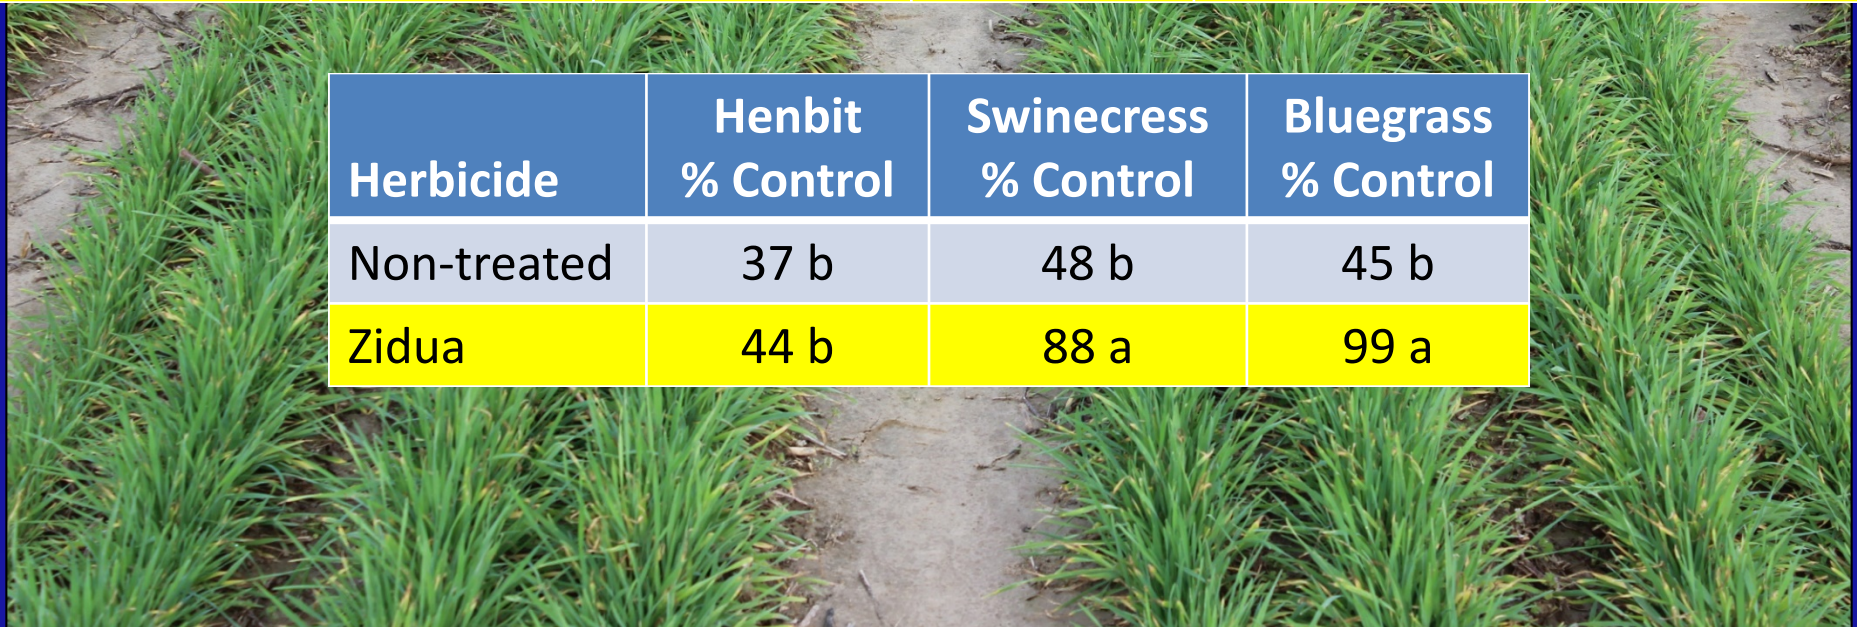 Herbicide Henbit % Control Swinecress % Control Bluegrass % Control
Non-treated 37 b 48 b 45 b
Zidua 44 b 88 a 99 a